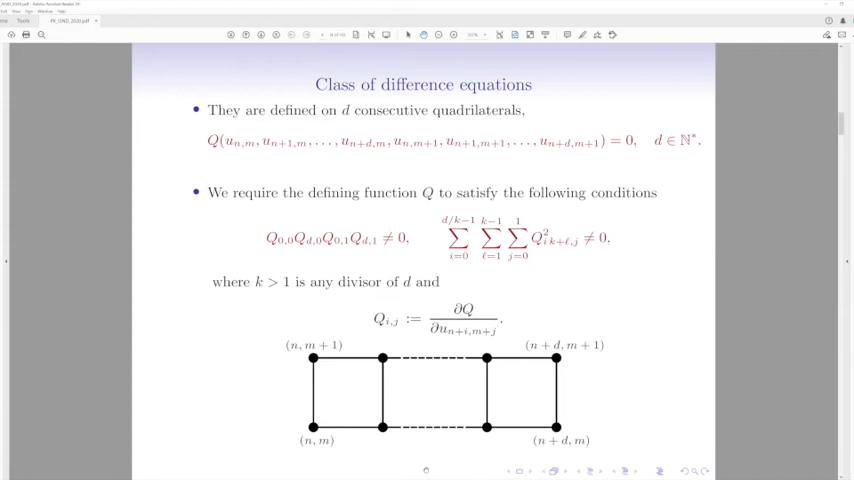 Tools
PX_ISND_2020.pdf
Class of difference equations
• They are defined on d consecutive quadrilaterals,
Q(u_{n,m}, u_{n+1,m}, . . . , u_{n+d,m}, u_{n,m+1}, u_{n+1,m+1}, . . . , u_{n+d,m+1}) = 0, d ∈ ℕ*.
• We require the defining function Q to satisfy the following conditions
Q_{0,0}Q_{d,0}Q_{0,1}Q_{d,1} ≠ 0, \sum_{i=0}^{d/k−1} \sum_{ℓ=1}^{k−1} \sum_{j=0}^{1} Q^2_{i k+ℓ,j} ≠ 0,
where k > 1 is any divisor of d and
Q_{i,j} := ∂Q / ∂u_{n+i,m+j} .
(n, m + 1) (n + d, m + 1)
(n, m) (n + d, m)